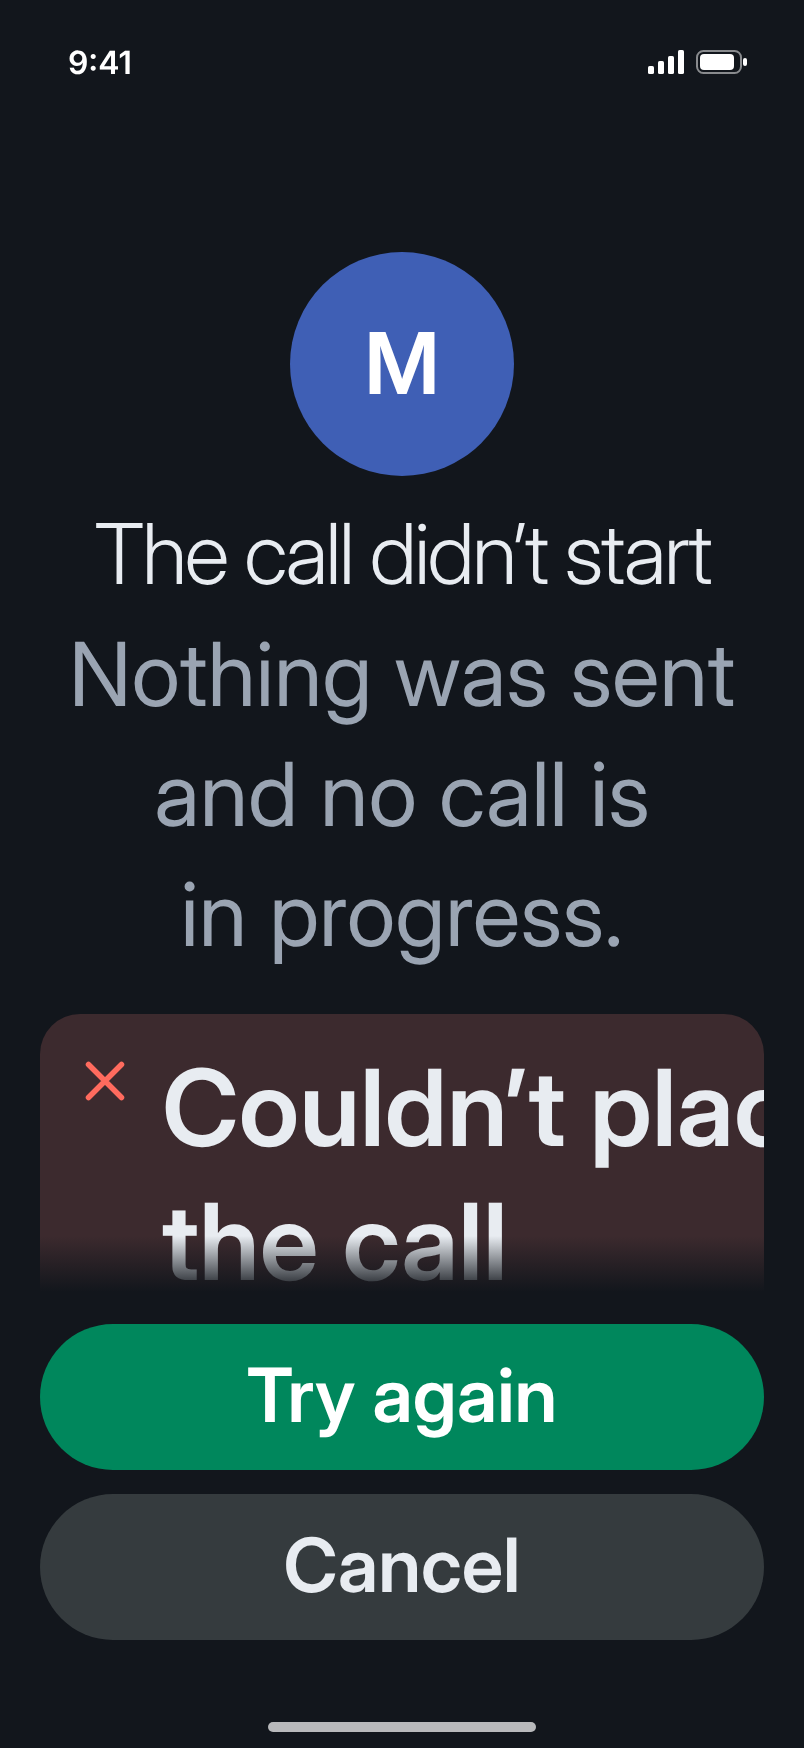 9:41
M
The call didn’t start
Nothing was sent
and no call is
in progress.
Couldn’t plac
the call
Try again
Cancel